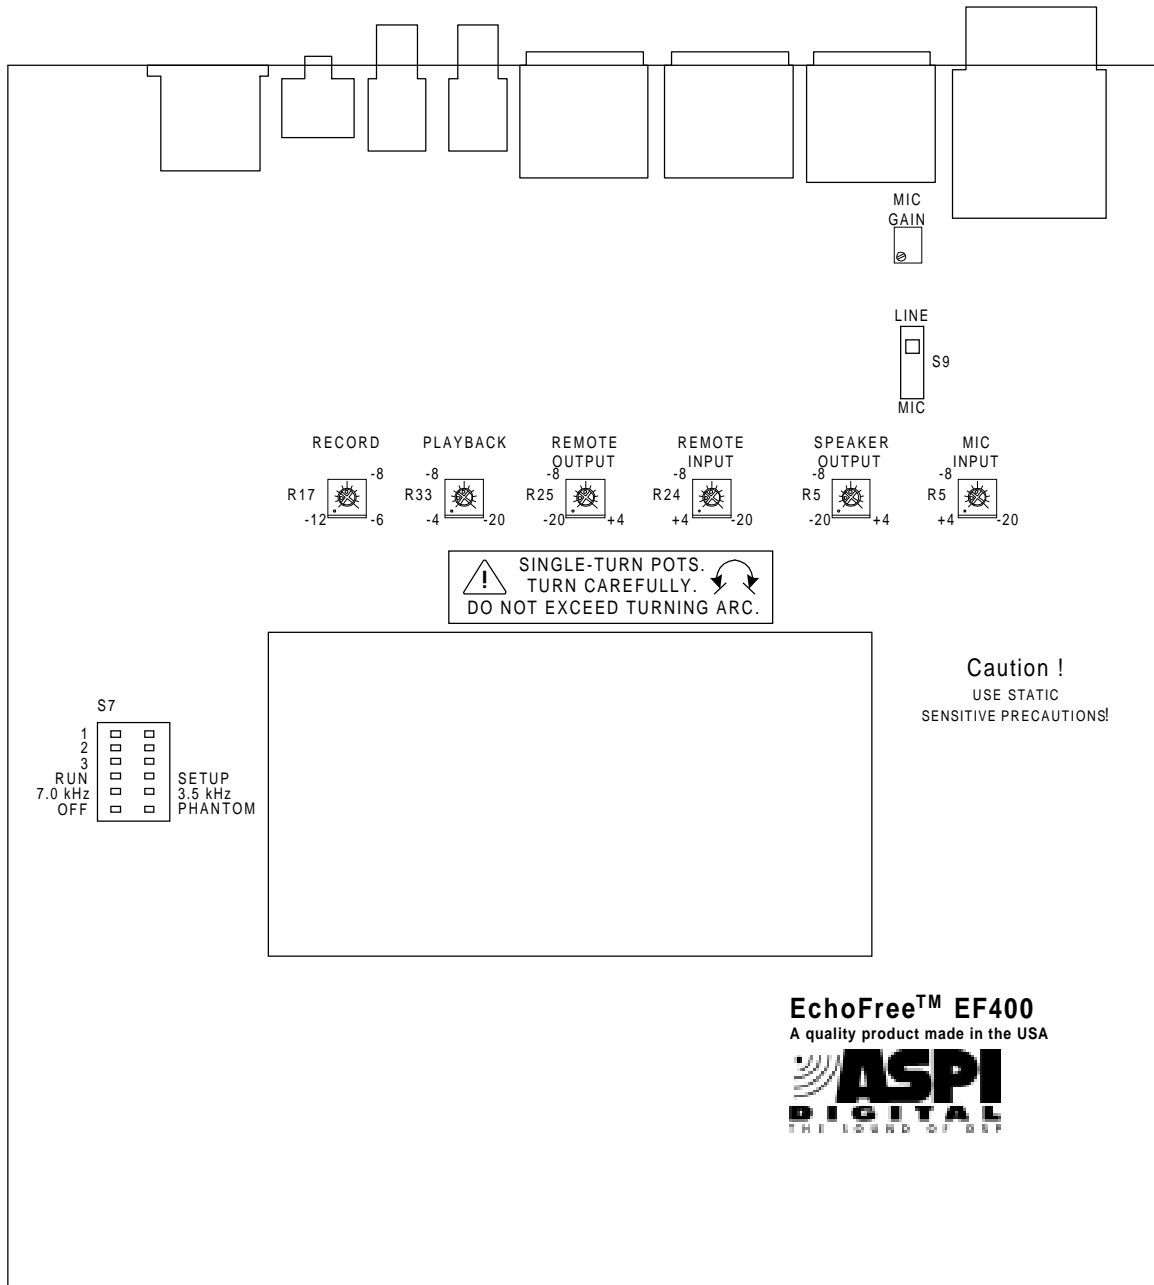 MIC
GAIN
LINE
S9
MIC
RECORD
-8
R17
-12
-6
PLAYBACK
-8
R33
-4
-20
REMOTE
OUTPUT
-8
R25
-20
+4
REMOTE
INPUT
-8
R24
+4
-20
SPEAKER
OUTPUT
-8
R5
-20
+4
MIC
INPUT
-8
R5
+4
-20
! SINGLE-TURN POTS.
TURN CAREFULLY.
DO NOT EXCEED TURNING ARC.
Caution !
USE STATIC
SENSITIVE PRECAUTIONS!
S7
1
2
3
RUN SETUP
7.0 kHz 3.5 kHz
OFF PHANTOM
EchoFree™ EF400
A quality product made in the USA
ASPI
DIGITAL
THE SOUND OF DSP